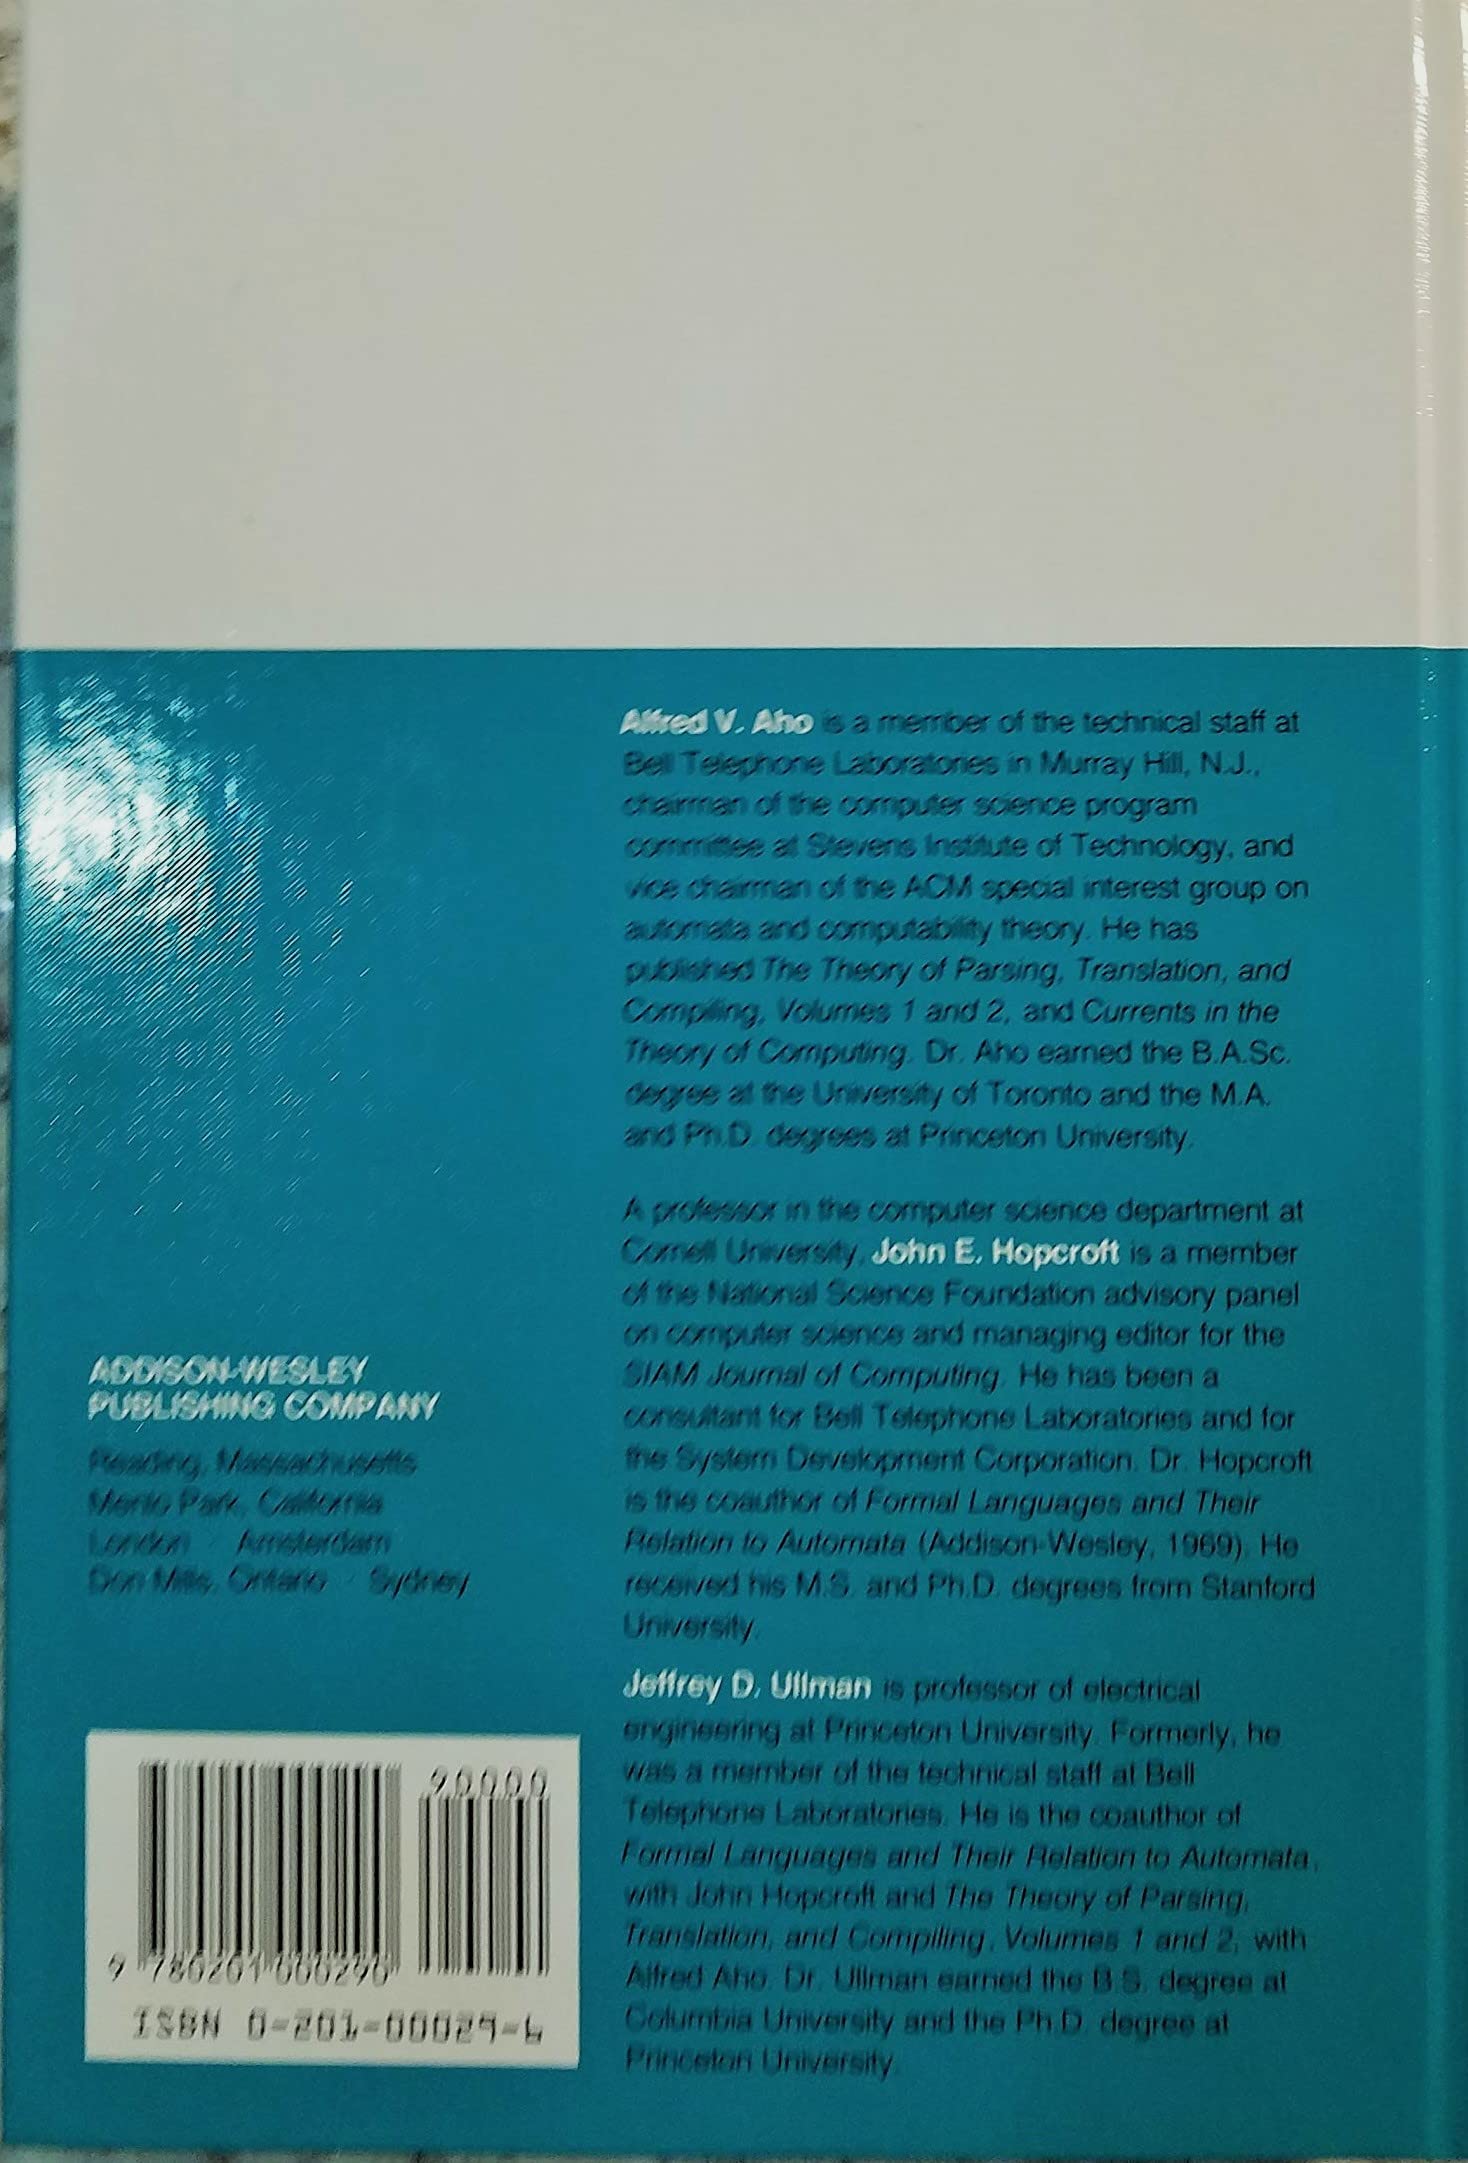 Alfred V. Aho is a member of the technical staff at
Bell Telephone Laboratories in Murray Hill, N.J.,
chairman of the computer science program
committee at Stevens Institute of Technology, and
vice chairman of the ACM special interest group on
automata and computability theory. He has
published The Theory of Parsing, Translation, and
Compiling, Volumes 1 and 2, and Currents in the
Theory of Computing. Dr. Aho earned the B.A.Sc.
degree at the University of Toronto and the M.A.
and Ph.D. degrees at Princeton University.
A professor in the computer science department at
Cornell University, John E. Hopcroft is a member
of the National Science Foundation advisory panel
on computer science and managing editor for the
SIAM Journal of Computing. He has been a
consultant for Bell Telephone Laboratories and for
the System Development Corporation. Dr. Hopcroft
is the coauthor of Formal Languages and Their
Relation to Automata (Addison-Wesley, 1969). He
received his M.S. and Ph.D. degrees from Stanford
University.
Jeffrey D. Ullman is professor of electrical
engineering at Princeton University. Formerly, he
was a member of the technical staff at Bell
Telephone Laboratories. He is the coauthor of
Formal Languages and Their Relation to Automata,
with John Hopcroft and The Theory of Parsing,
Translation, and Compiling, Volumes 1 and 2, with
Alfred Aho. Dr. Ullman earned the B.S. degree at
Columbia University and the Ph.D. degree at
Princeton University.
ADDISON-WESLEY
PUBLISHING COMPANY
Reading, Massachusetts
Menlo Park, California
London · Amsterdam
Don Mills, Ontario · Sydney
90000
9 780201 000290
ISBN 0-201-00029-6